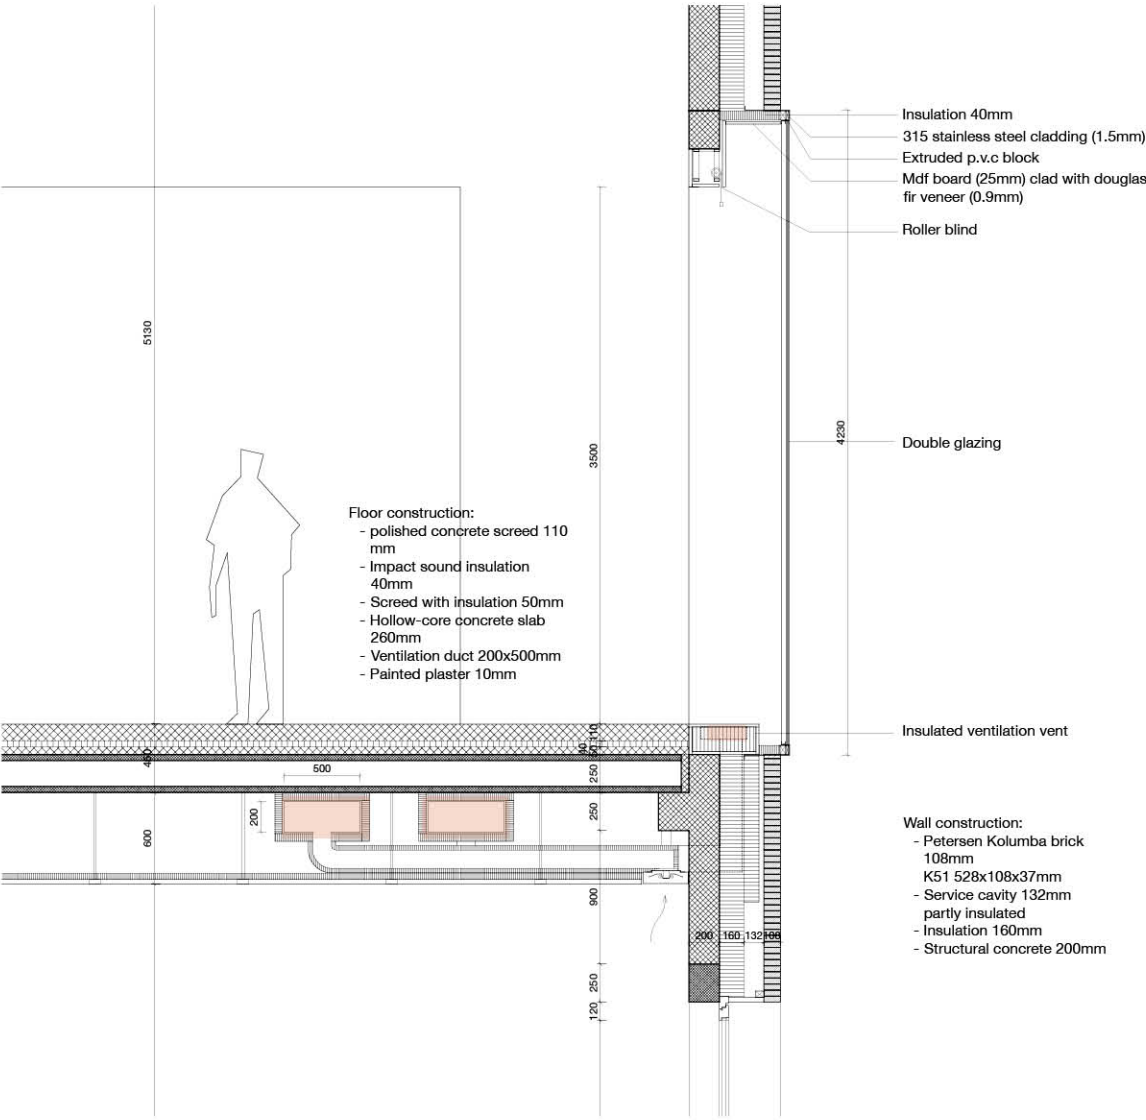 Insulation 40mm
315 stainless steel cladding (1.5mm)
Extruded p.v.c block
Mdf board (25mm) clad with douglas
fir veneer (0.9mm)
Roller blind
5130
3500
4230
Double glazing
Floor construction:
- polished concrete screed 110
mm
- Impact sound insulation
40mm
- Screed with insulation 50mm
- Hollow-core concrete slab
260mm
- Ventilation duct 200x500mm
- Painted plaster 10mm
Insulated ventilation vent
110
40
50
450
500
250
200
250
600
Wall construction:
- Petersen Kolumba brick
108mm
K51 528x108x37mm
- Service cavity 132mm
partly insulated
- Insulation 160mm
- Structural concrete 200mm
900
200 160 132 108
250
120